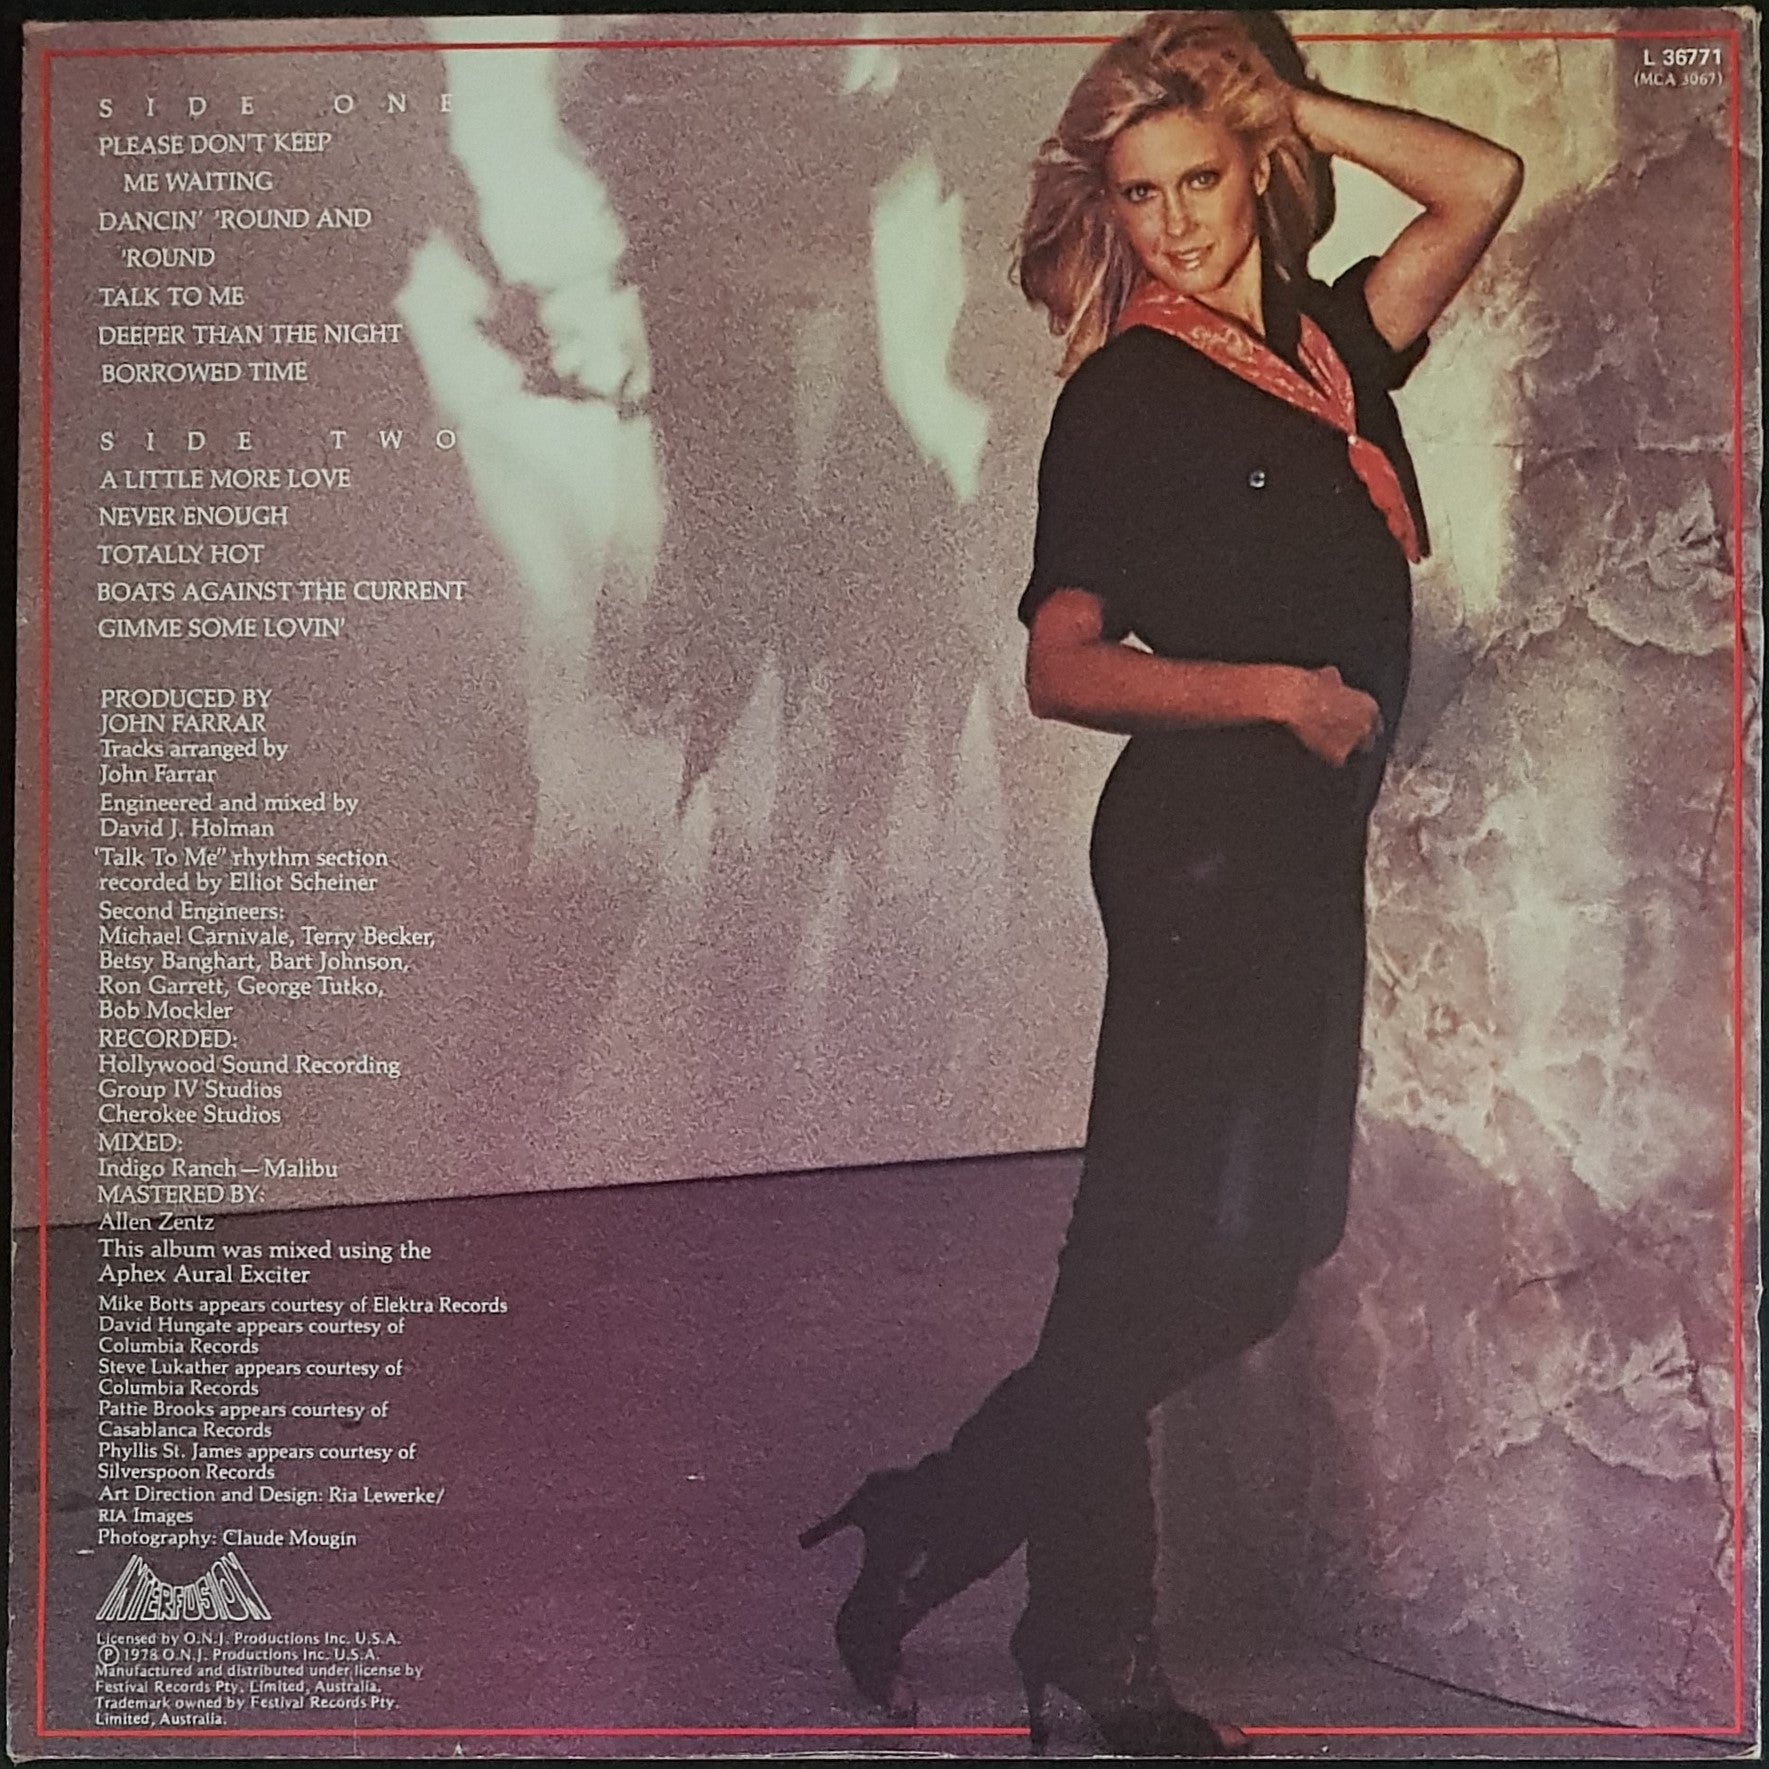 L 36771
(MCA 3067)
SIDE ONE
PLEASE DON'T KEEP
ME WAITING
DANCIN' 'ROUND AND
'ROUND
TALK TO ME
DEEPER THAN THE NIGHT
BORROWED TIME
SIDE TWO
A LITTLE MORE LOVE
NEVER ENOUGH
TOTALLY HOT
BOATS AGAINST THE CURRENT
GIMME SOME LOVIN'
PRODUCED BY
JOHN FARRAR
Tracks arranged by
John Farrar
Engineered and mixed by
David J. Holman
"Talk To Me" rhythm section
recorded by Elliot Scheiner
Second Engineers:
Michael Carnivale, Terry Becker,
Betsy Banghart, Bart Johnson,
Ron Garrett, George Tutko,
Bob Mockler
RECORDED:
Hollywood Sound Recording
Group IV Studios
Cherokee Studios
MIXED:
Indigo Ranch — Malibu
MASTERED BY:
Allen Zentz
This album was mixed using the
Aphex Aural Exciter
Mike Botts appears courtesy of Elektra Records
David Hungate appears courtesy of
Columbia Records
Steve Lukather appears courtesy of
Columbia Records
Pattie Brooks appears courtesy of
Casablanca Records
Phyllis St. James appears courtesy of
Silverspoon Records
Art Direction and Design: Ria Lewerke/
RIA Images
Photography: Claude Mougin
INTERFUSION
Licensed by O.N.J. Productions Inc. U.S.A.
Ⓟ 1978 O.N.J. Productions Inc. U.S.A.
Manufactured and distributed under license by
Festival Records Pty. Limited, Australia.
Trademark owned by Festival Records Pty.
Limited, Australia.